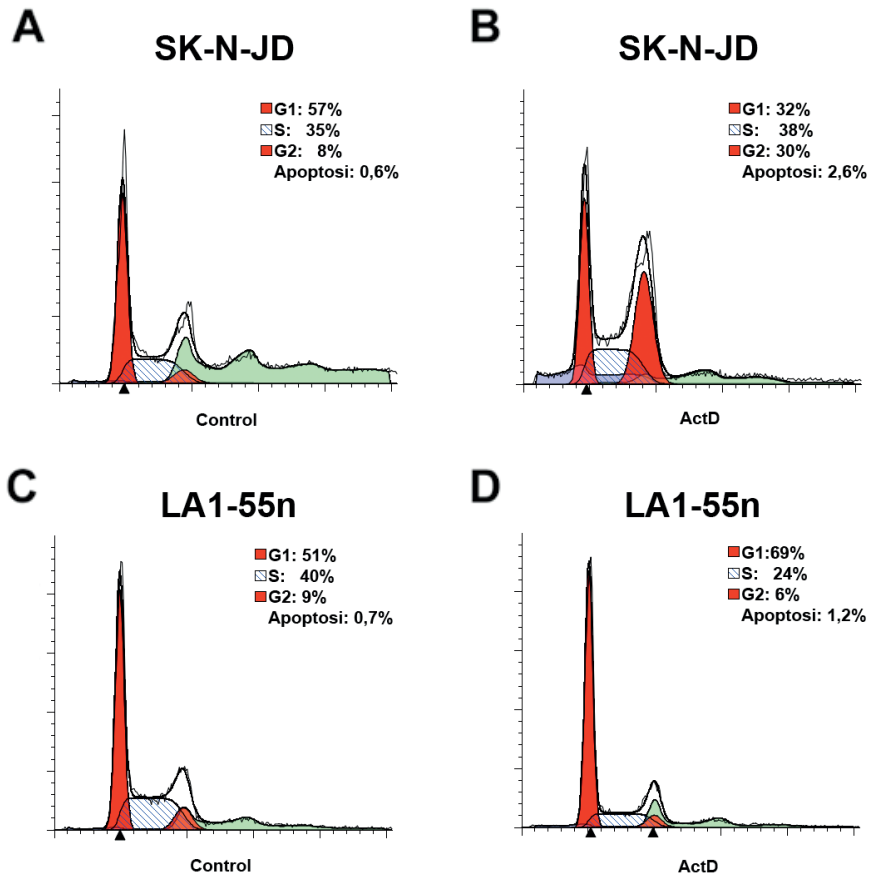 A
SK-N-JD
G1: 57%
S: 35%
G2: 8%
Apoptosi: 0,6%
Control
B
SK-N-JD
G1: 32%
S: 38%
G2: 30%
Apoptosi: 2,6%
ActD
C
LA1-55n
G1: 51%
S: 40%
G2: 9%
Apoptosi: 0,7%
Control
D
LA1-55n
G1:69%
S: 24%
G2: 6%
Apoptosi: 1,2%
ActD